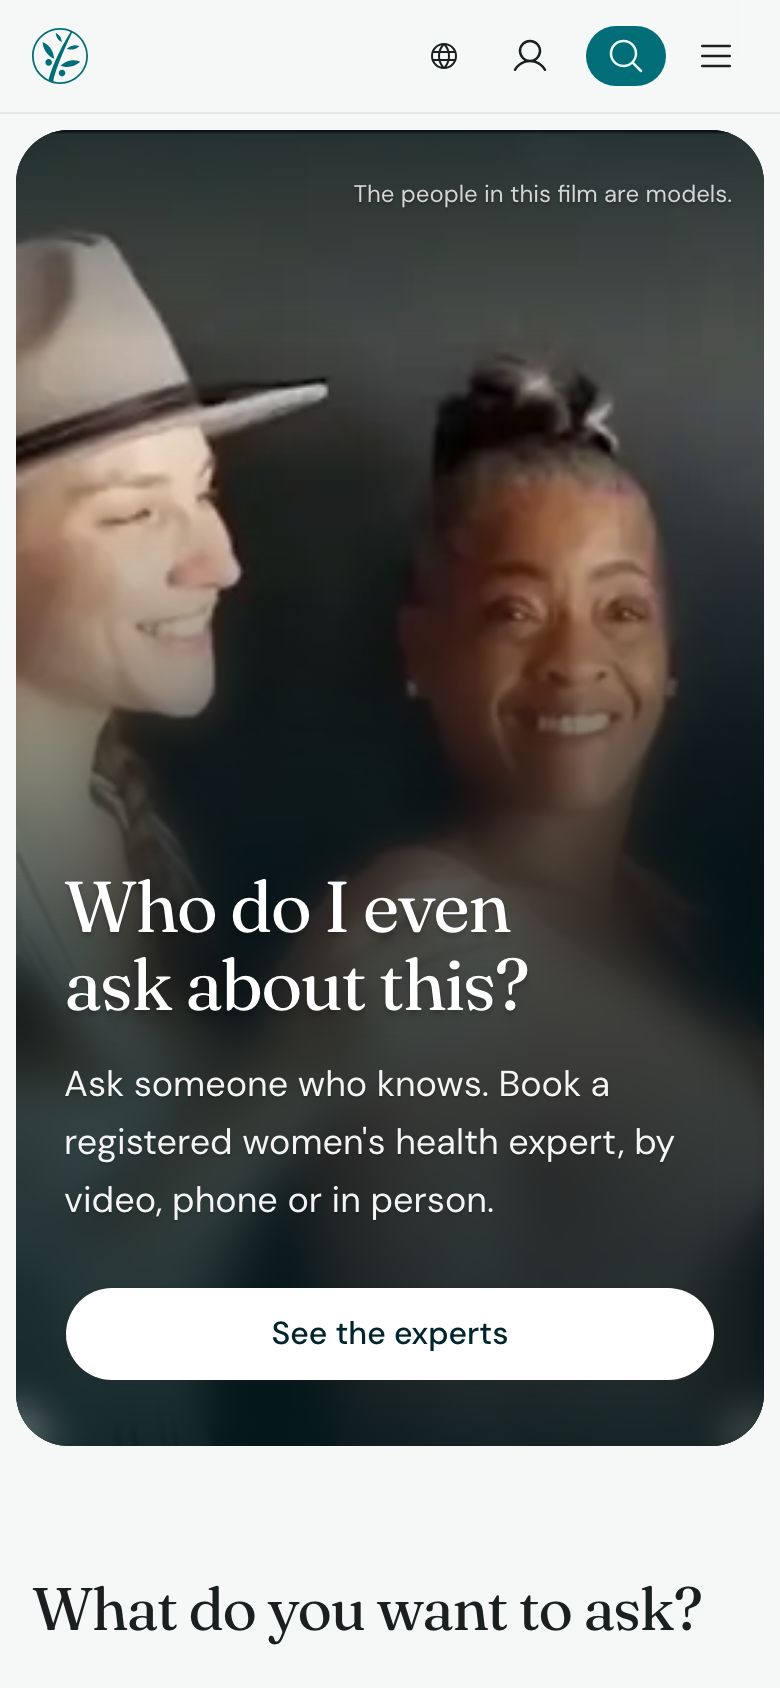 The people in this film are models.
Who do I even
ask about this?
Ask someone who knows. Book a
registered women's health expert, by
video, phone or in person.
See the experts
What do you want to ask?